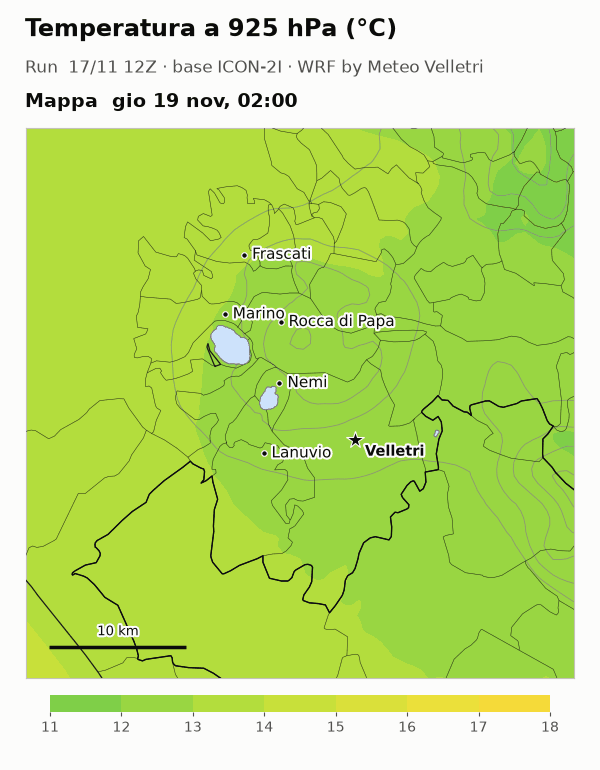 Temperatura a 925 hPa (°C)
Run  17/11 12Z · base ICON-2I · WRF by Meteo Velletri
Mappa  gio 19 nov, 02:00
Frascati
Marino
Rocca di Papa
Nemi
Velletri
Lanuvio
10 km
11 12 13 14 15 16 17 18